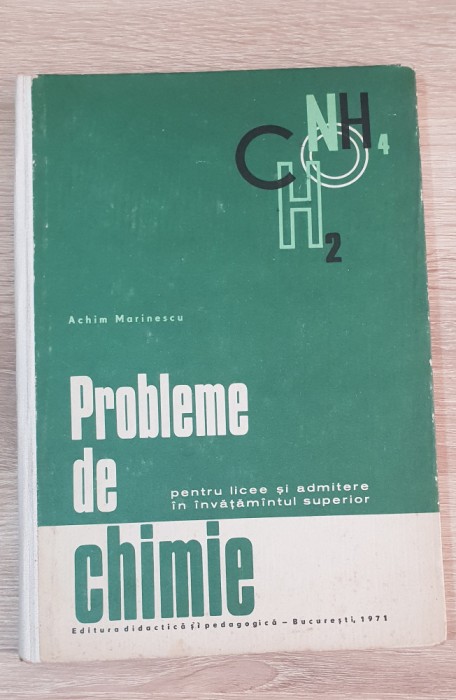 C O N H 4
H 2
Achim Marinescu
Probleme
de
pentru licee și admitere
în învățămîntul superior
chimie
Editura didactică și pedagogică – București, 1971